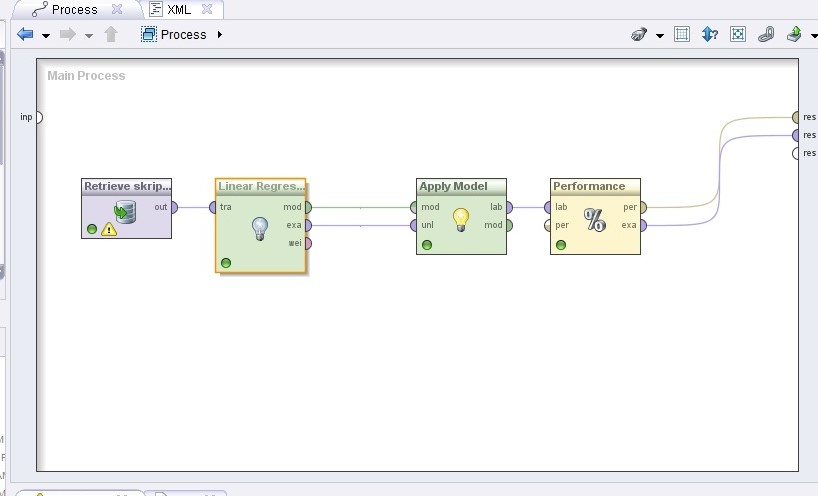 Process
XML
Process
Main Process
inp
res
res
res
Retrieve skrip...
out
Linear Regres...
tra
mod
exa
wei
Apply Model
mod
lab
unl
mod
Performance
lab
per
per
exa